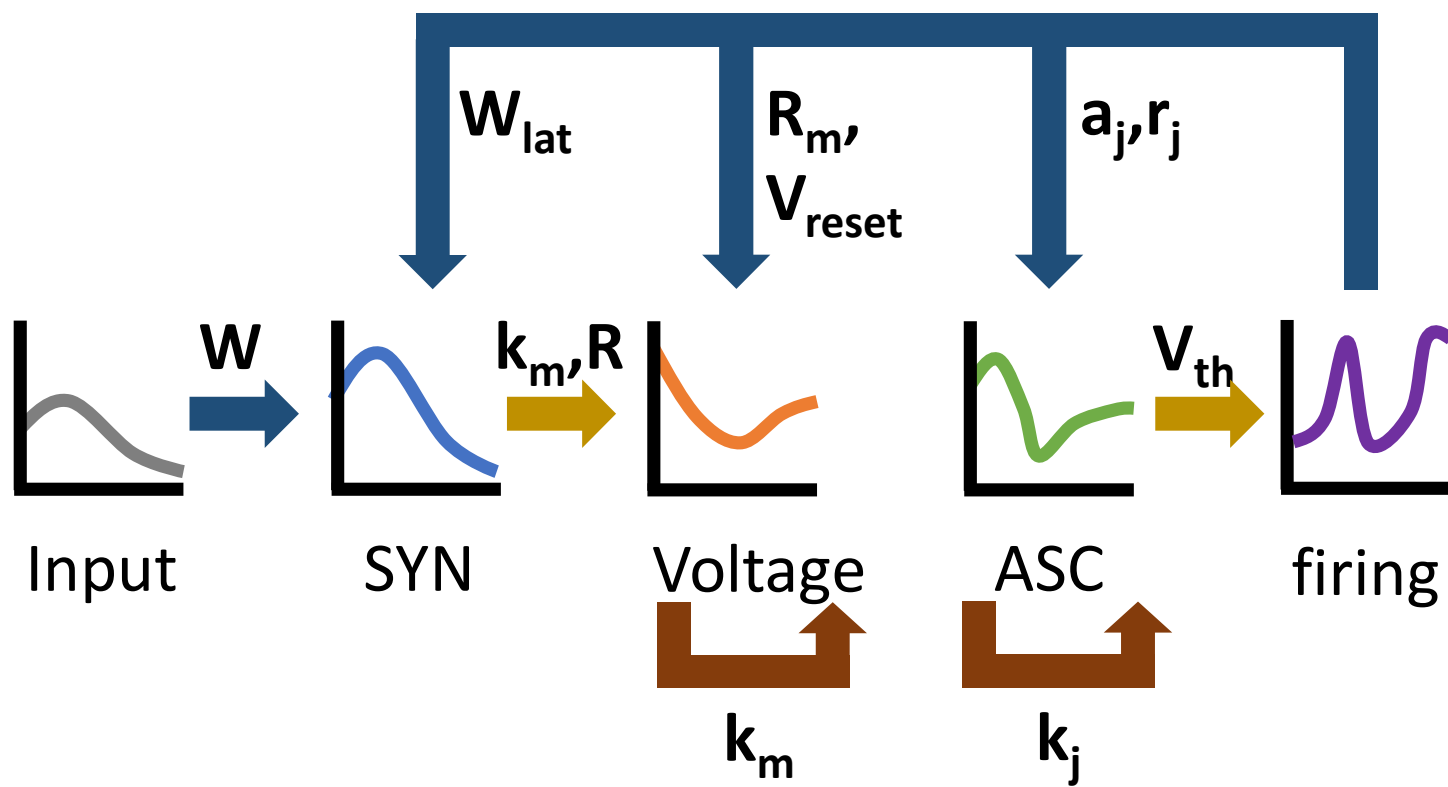 W_lat
R_m,
V_reset
a_j,r_j
W
k_m,R
V_th
Input
SYN
Voltage
ASC
firing
k_m
k_j